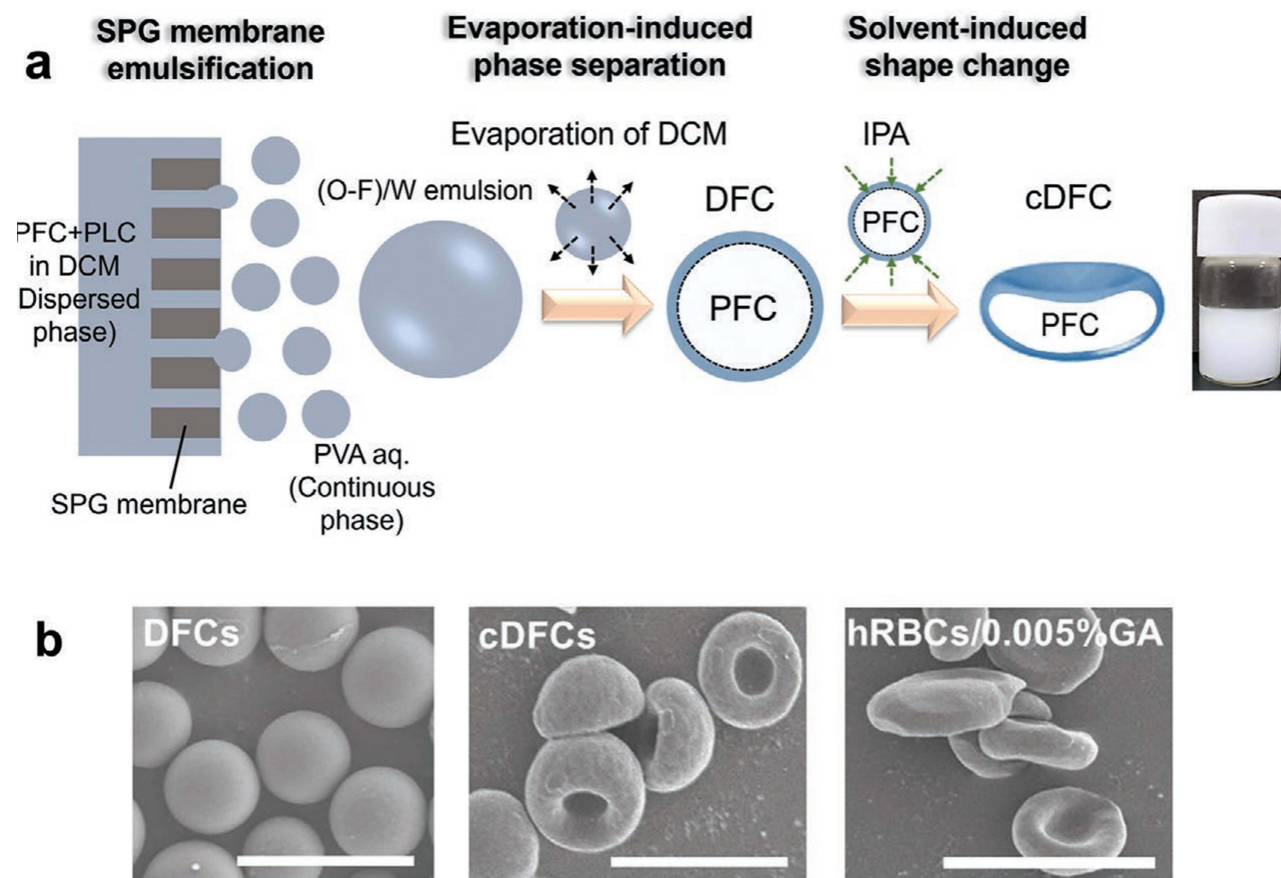 a
SPG membrane
emulsification
Evaporation-induced
phase separation
Solvent-induced
shape change
PFC+PLC
in DCM
Dispersed
phase)
SPG membrane
PVA aq.
(Continuous
phase)
(O-F)/W emulsion
Evaporation of DCM
DFC
PFC
IPA
PFC
cDFC
PFC
b
DFCs
cDFCs
hRBCs/0.005%GA